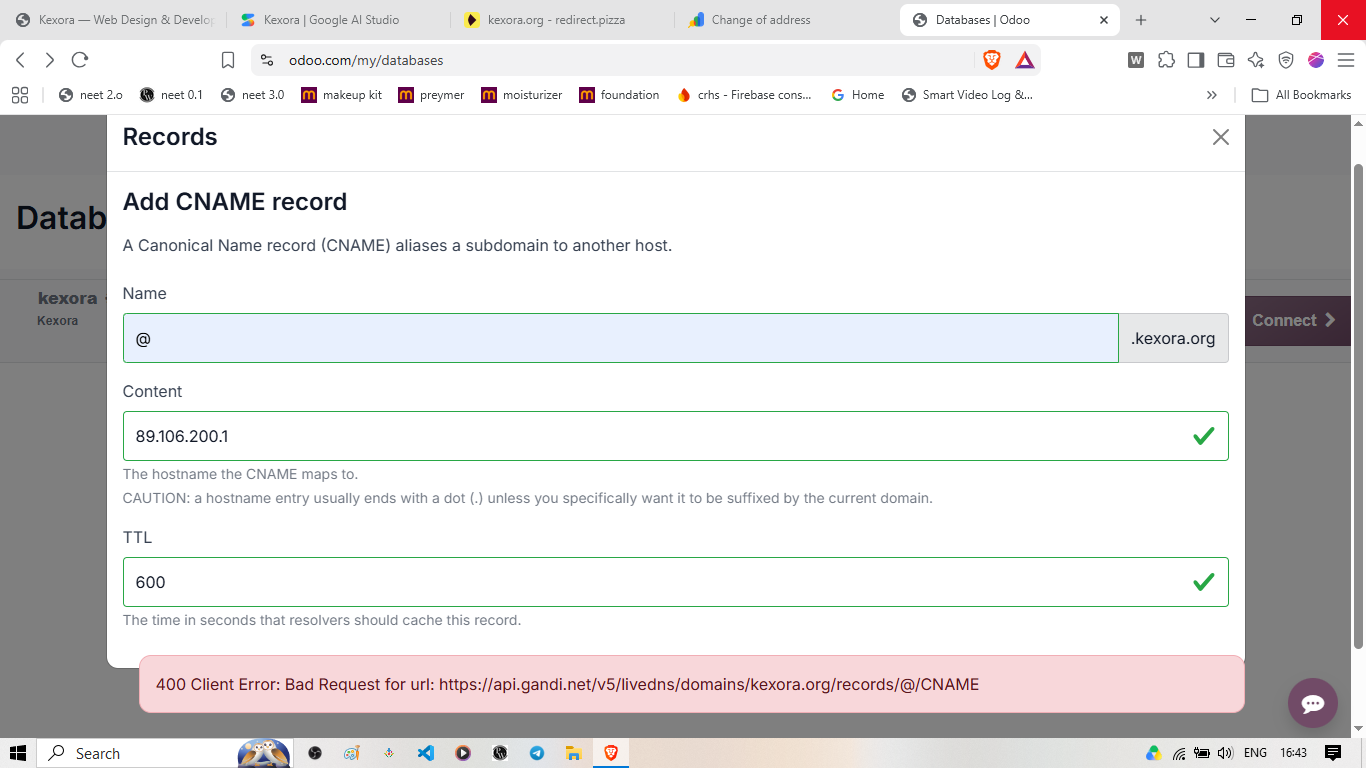 Kexora — Web Design & Develop
Kexora | Google AI Studio
kexora.org - redirect.pizza
Change of address
Databases | Odoo
odoo.com/my/databases
W
neet 2.o
neet 0.1
neet 3.0
makeup kit
preymer
moisturizer
foundation
crhs - Firebase cons...
Home
Smart Video Log &...
All Bookmarks
Records
Datab
Add CNAME record
A Canonical Name record (CNAME) aliases a subdomain to another host.
kexora
Kexora
Connect
Name
@
.kexora.org
Content
89.106.200.1
The hostname the CNAME maps to.
CAUTION: a hostname entry usually ends with a dot (.) unless you specifically want it to be suffixed by the current domain.
TTL
600
The time in seconds that resolvers should cache this record.
400 Client Error: Bad Request for url: https://api.gandi.net/v5/livedns/domains/kexora.org/records/@/CNAME
Search
ENG
16:43